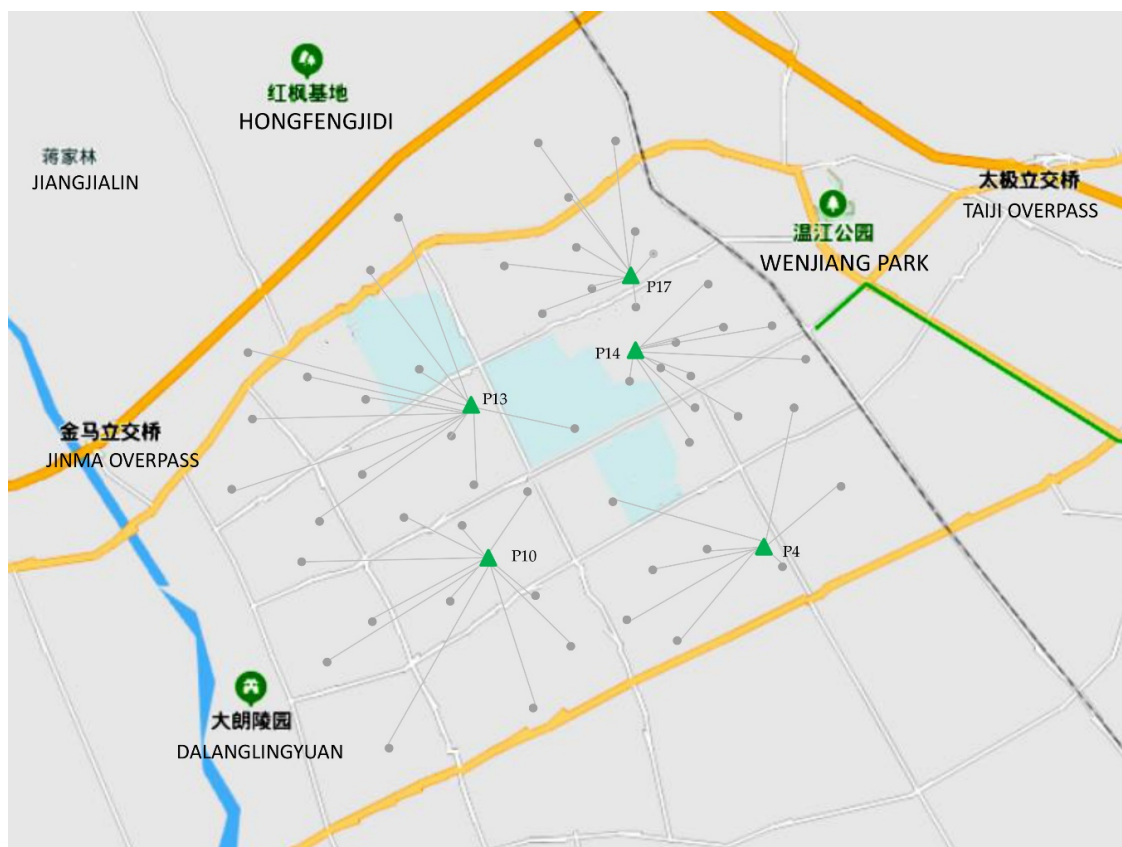 红枫基地
HONGFENGJIDI
蒋家林
JIANGJIALIN
太极立交桥
TAIJI OVERPASS
温江公园
WENJIANG PARK
P17
P14
P13
金马立交桥
JINMA OVERPASS
P10
P4
大朗陵园
DALANGLINGYUAN